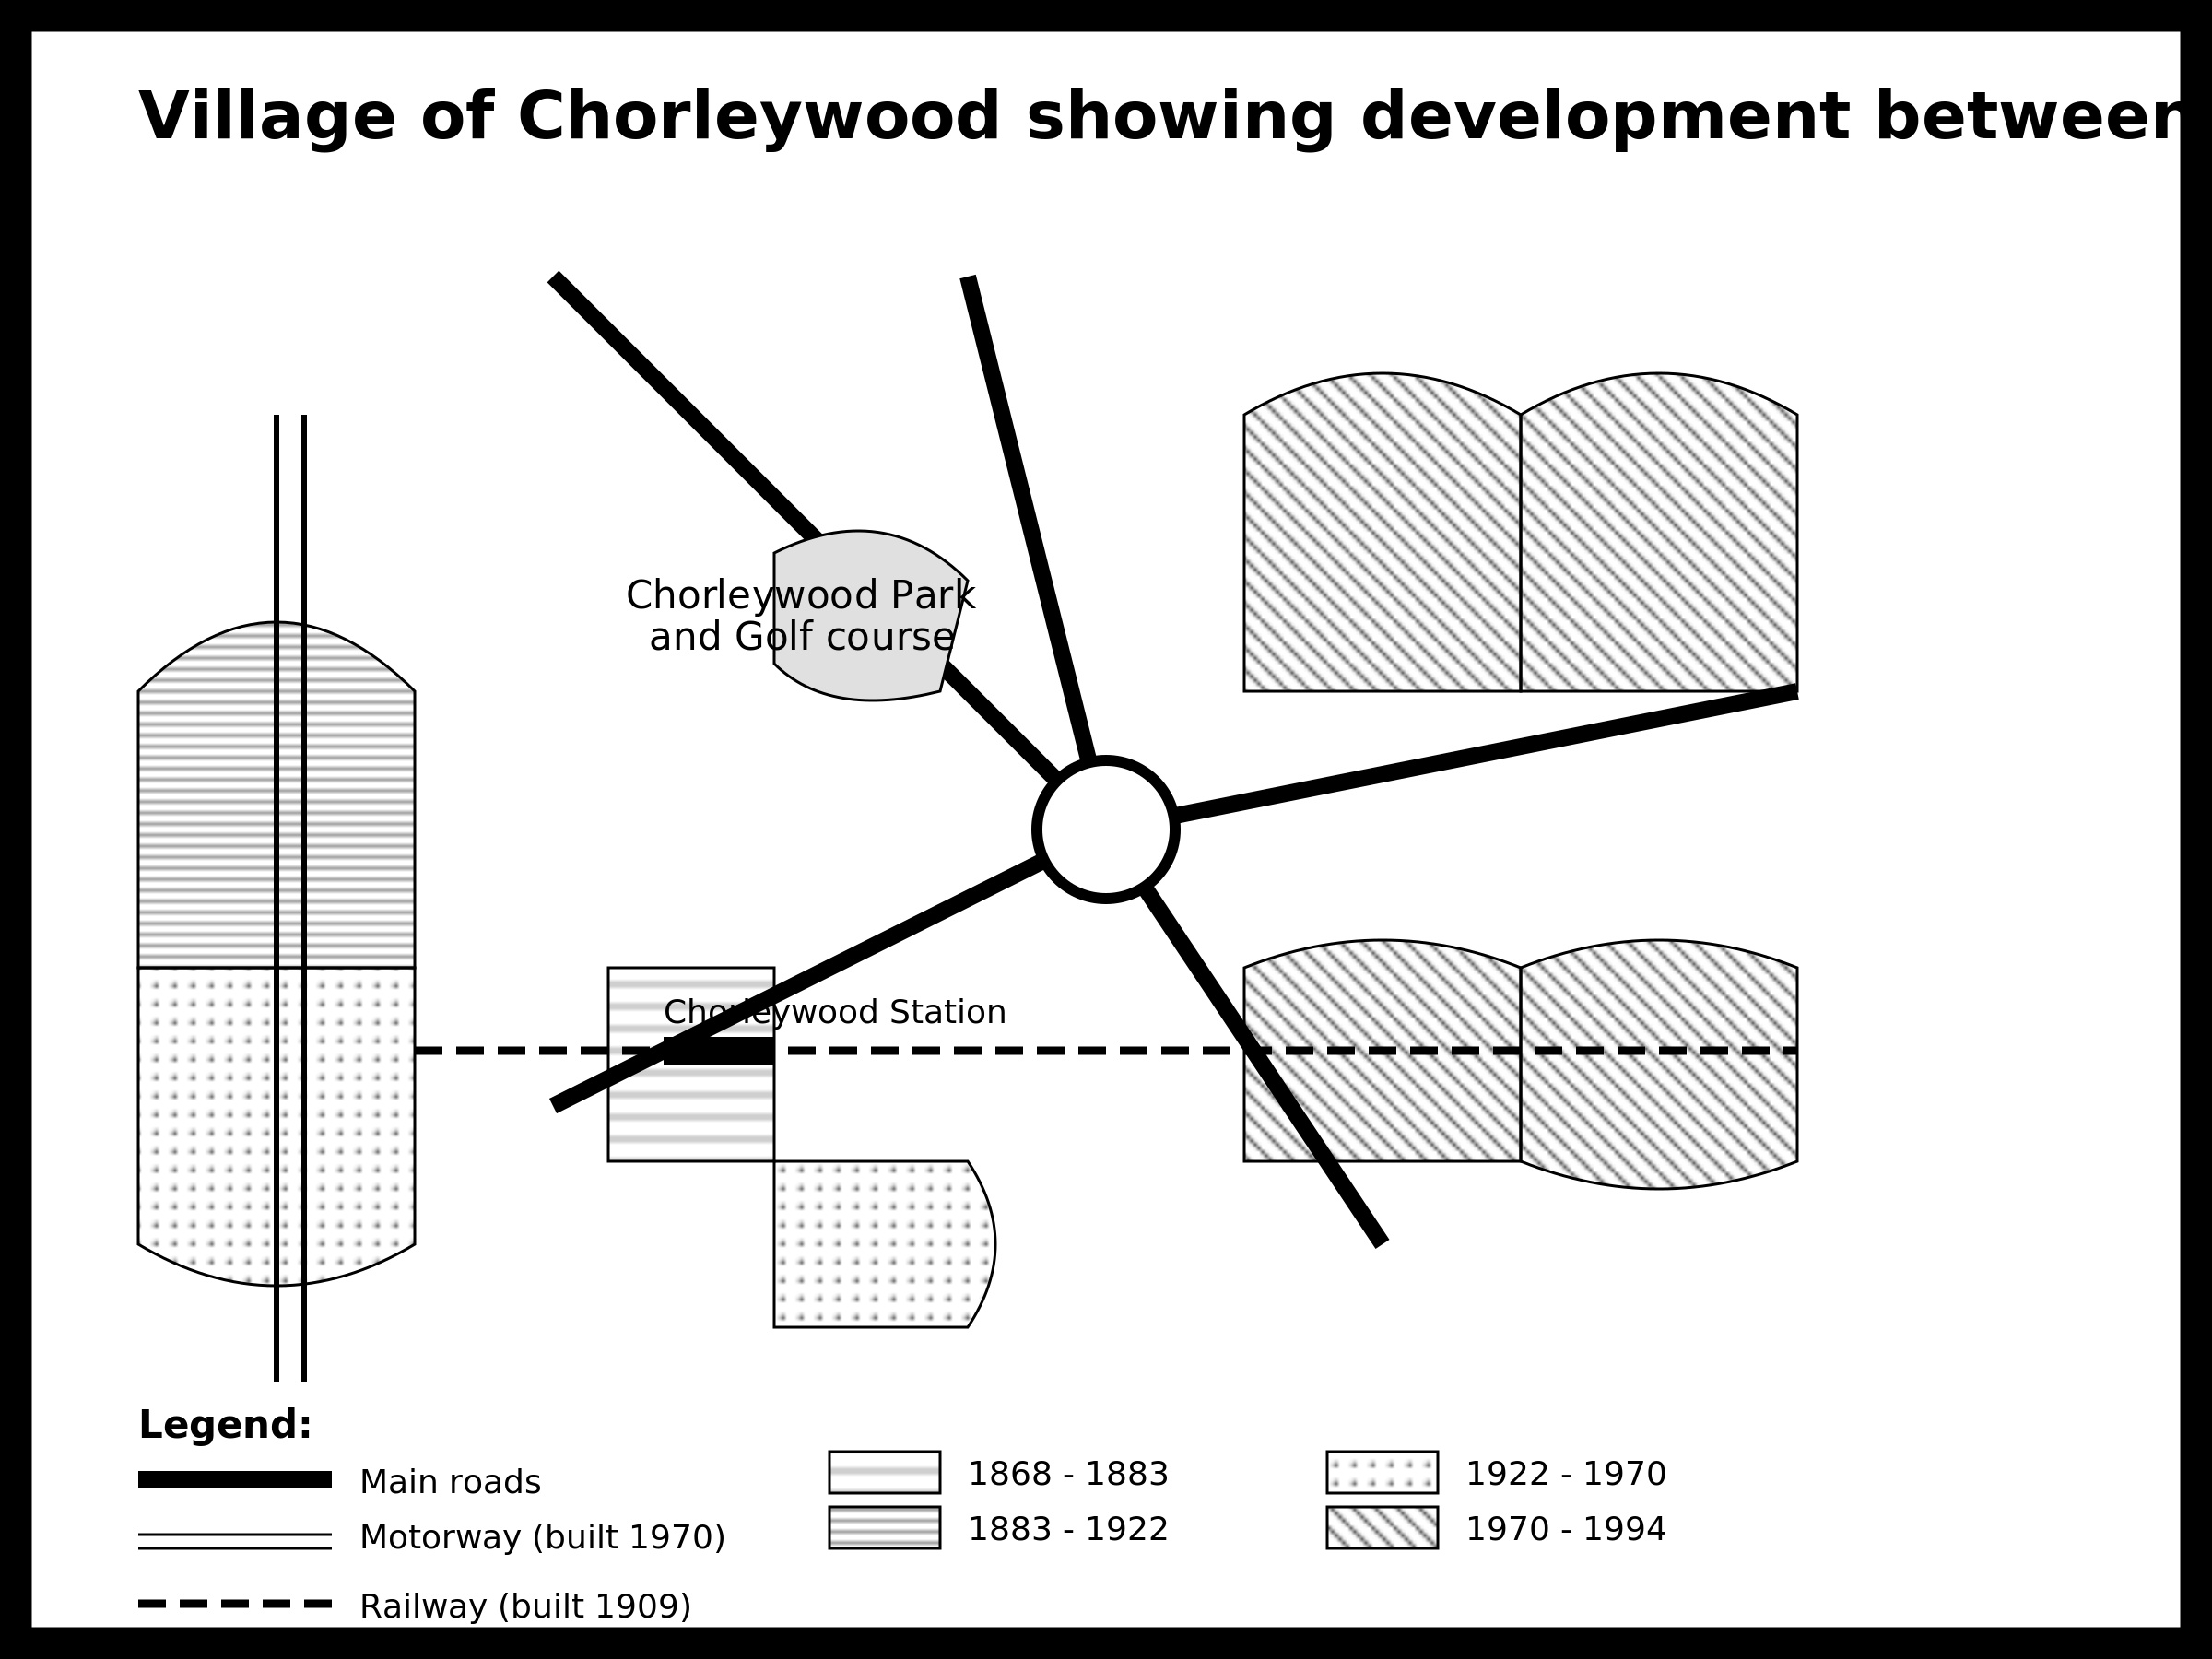 Village of Chorleywood showing development between
Chorleywood Park
and Golf course
Chorleywood Station
Legend:
Main roads
Motorway (built 1970)
Railway (built 1909)
1868 - 1883
1883 - 1922
1922 - 1970
1970 - 1994